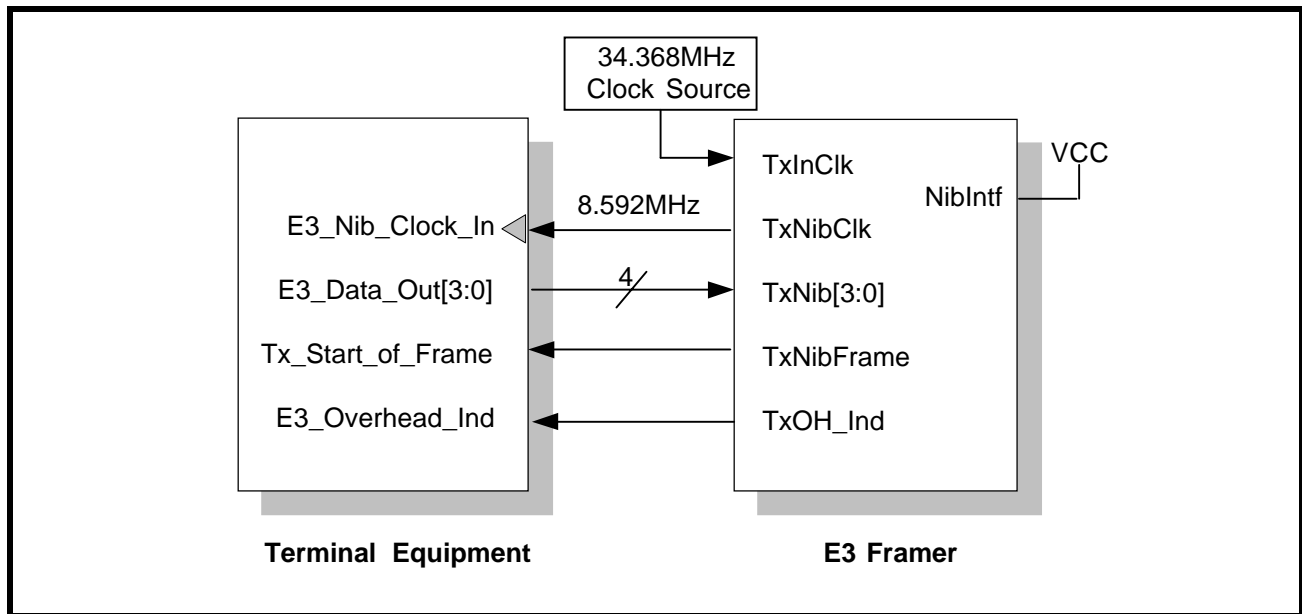 34.368MHz
Clock Source
VCC
TxInClk
NibIntf
8.592MHz
E3_Nib_Clock_In
TxNibClk
E3_Data_Out[3:0]
4
TxNib[3:0]
Tx_Start_of_Frame
TxNibFrame
E3_Overhead_Ind
TxOH_Ind
Terminal Equipment
E3 Framer